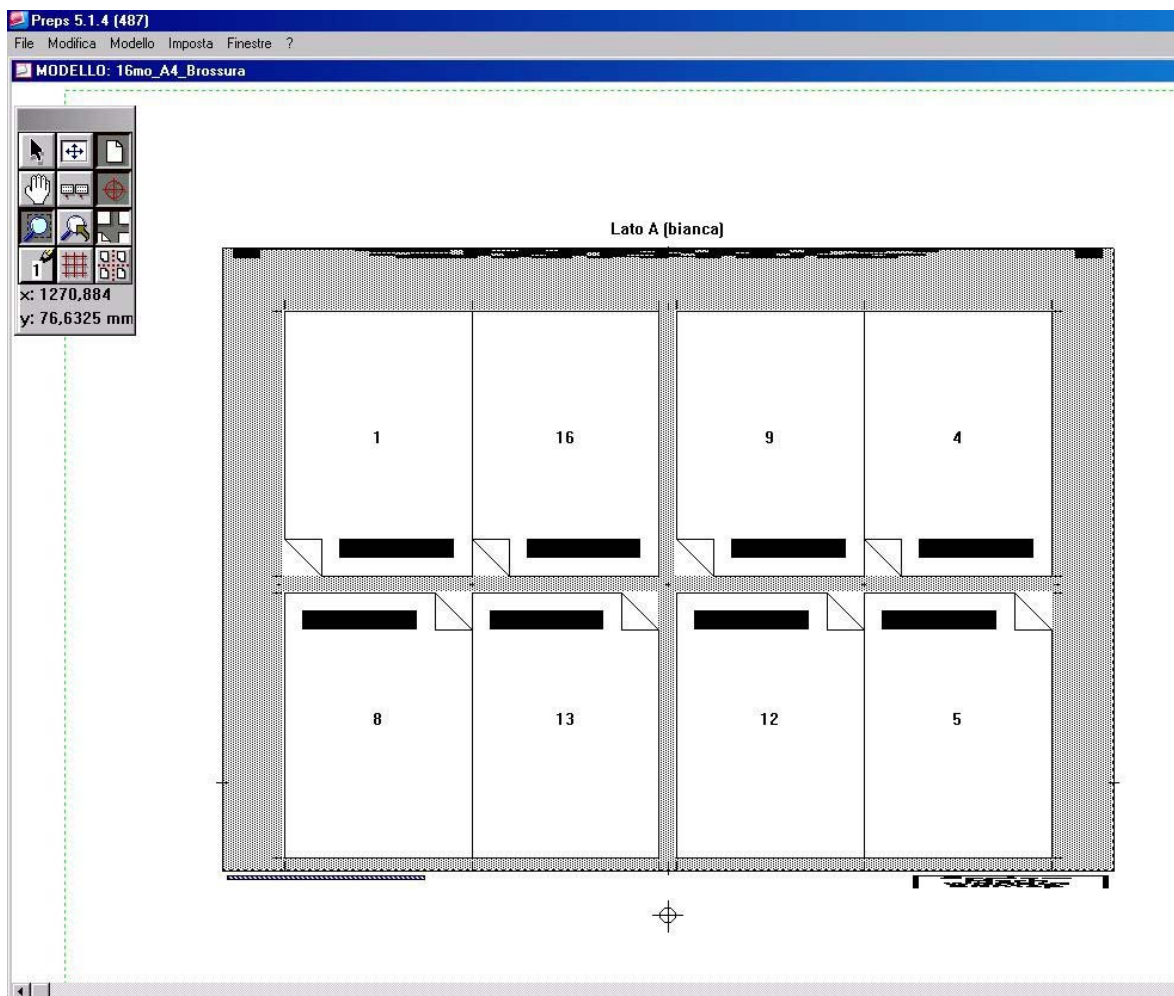 Preps 5.1.4 (487)
File Modifica Modello Imposta Finestre ?
MODELLO: 16mo_A4_Brossura
1
x: 1270,884
y: 76,6325 mm
Lato A (bianca)
1 16 9 4
8 13 12 5